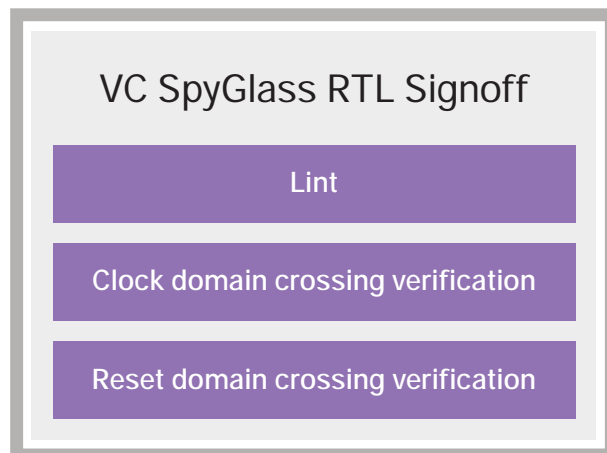 VC SpyGlass RTL Signoff
Lint
Clock domain crossing verification
Reset domain crossing verification